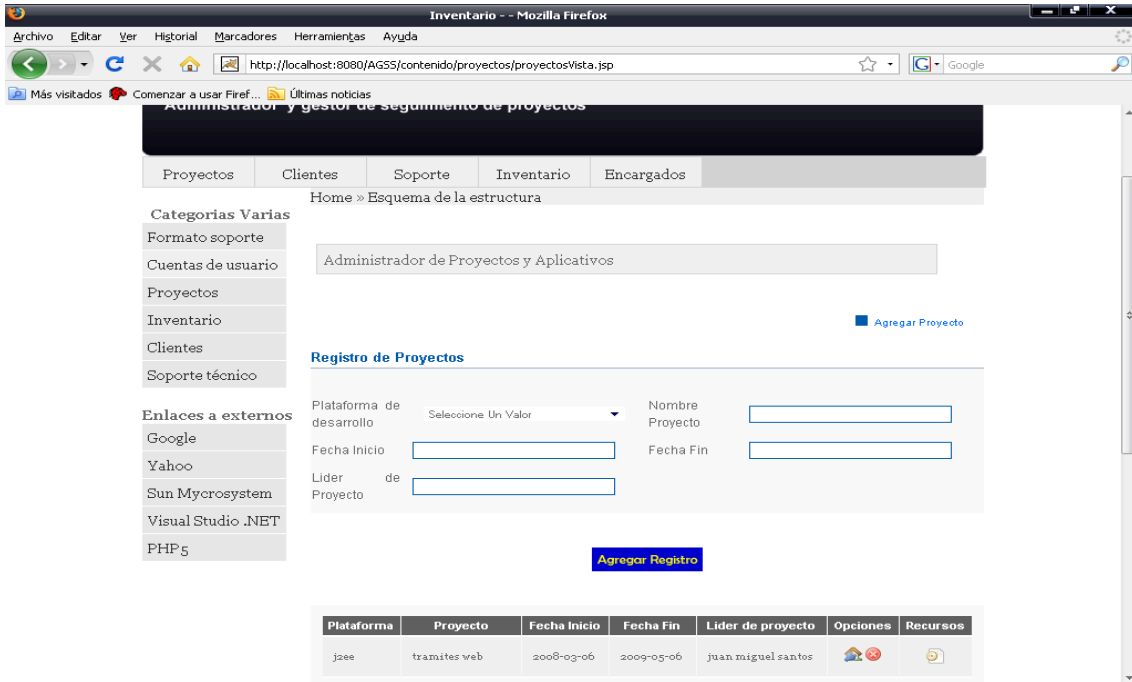 Inventario - - Mozilla Firefox
Archivo Editar Ver Historial Marcadores Herramientas Ayuda
http://localhost:8080/AGSS/contenido/proyectos/proyectosVista.jsp
G Google
Más visitados Comenzar a usar Firef... Últimas noticias
Administrador y gestor de seguimiento de proyectos
Proyectos Clientes Soporte Inventario Encargados
Home » Esquema de la estructura
Categorias Varias
Formato soporte
Cuentas de usuario
Proyectos
Inventario
Clientes
Soporte técnico
Enlaces a externos
Google
Yahoo
Sun Mycrosystem
Visual Studio .NET
PHP5
Administrador de Proyectos y Aplicativos
Agregar Proyecto
Registro de Proyectos
Plataforma de desarrollo
Seleccione Un Valor
Nombre Proyecto
Fecha Inicio
Fecha Fin
Lider de Proyecto
Agregar Registro
Plataforma Proyecto Fecha Inicio Fecha Fin Lider de proyecto Opciones Recursos
j2ee tramites web 2008-03-06 2009-05-06 juan miguel santos